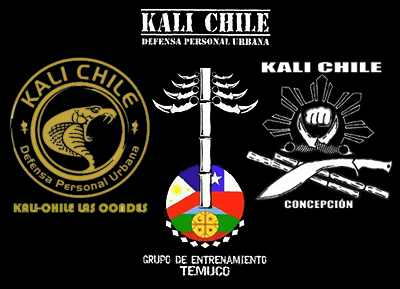 KALI CHILE
DEFENSA PERSONAL URBANA
KALI CHILE
Defensa Personal Urbana
KALI-CHILE LAS CONDES
GRUPO DE ENTRENAMIENTO
TEMUCO
KALI CHILE
CONCEPCIÓN